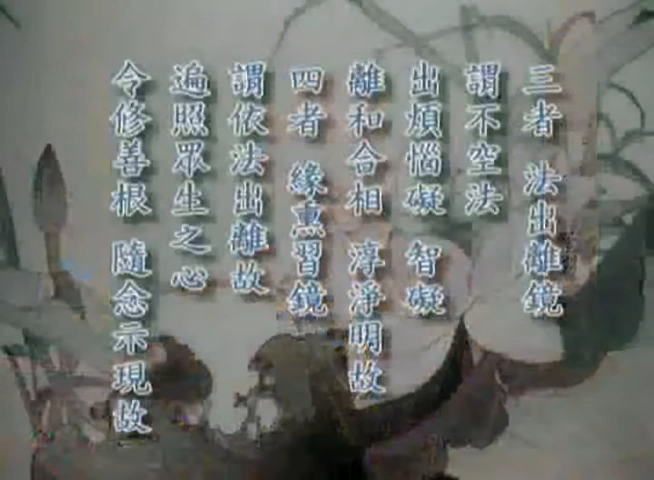 三者 法出離鏡
謂不空法
出煩惱礙 智礙
離和合相 淳淨明故
四者 緣熏習鏡
謂依法出離故
遍照眾生之心
令修善根 隨念示現故